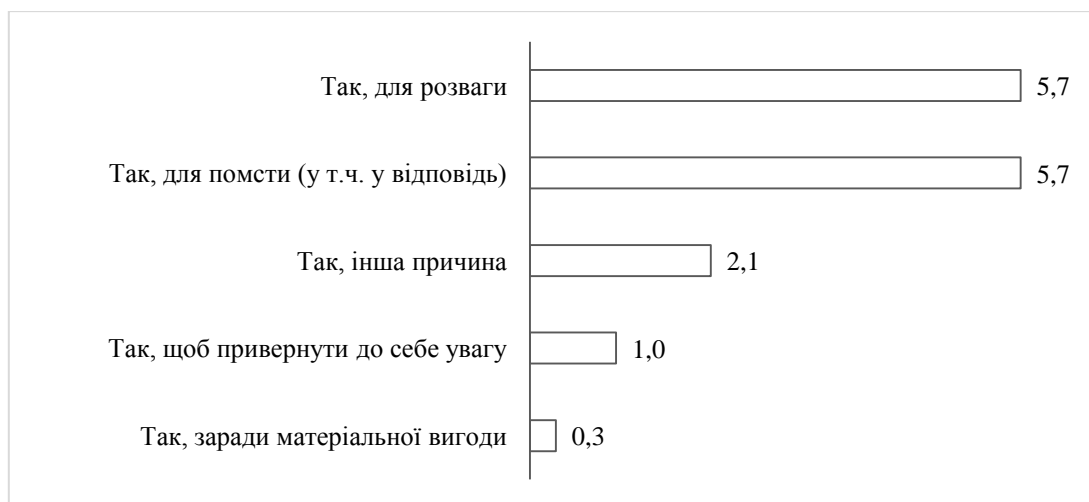 Так, для розваги 5,7
Так, для помсти (у т.ч. у відповідь) 5,7
Так, інша причина 2,1
Так, щоб привернути до себе увагу 1,0
Так, заради матеріальної вигоди 0,3